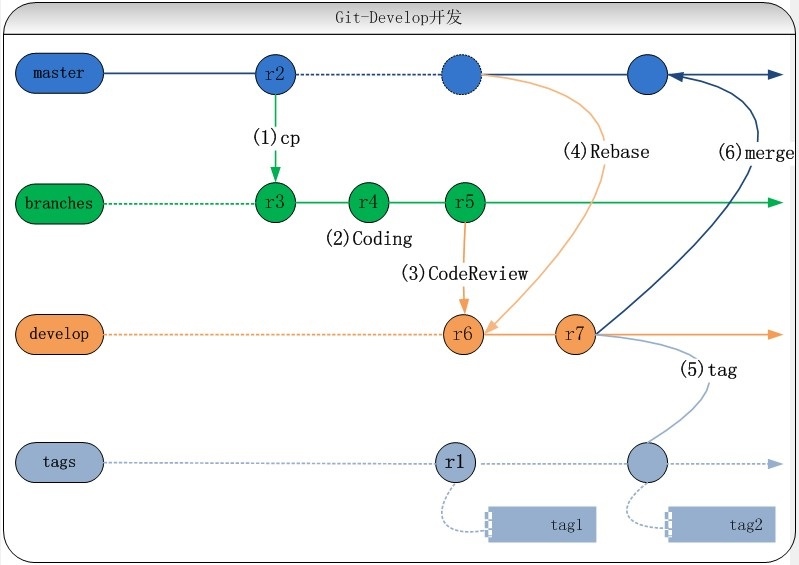 Git-Develop开发
master
r2
(1)cp
(4)Rebase
(6)merge
branches
r3
r4
r5
(2)Coding
(3)CodeReview
develop
r6
r7
(5)tag
tags
r1
tag1
tag2